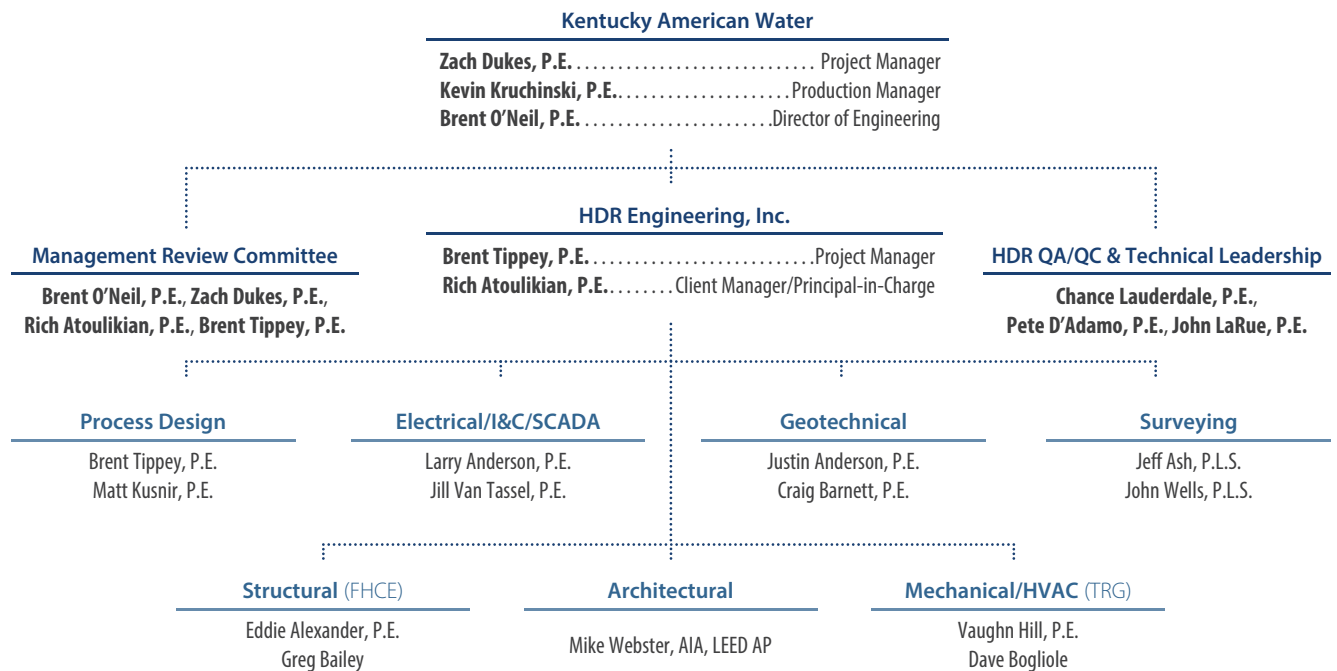 Kentucky American Water
Zach Dukes, P.E. . . . . . . . . . . . . . . . . . . . . . . . . . . . . Project Manager
Kevin Kruchinski, P.E. . . . . . . . . . . . . . . . . . . . . Production Manager
Brent O’Neil, P.E. . . . . . . . . . . . . . . . . . . . . . . . Director of Engineering
HDR Engineering, Inc.
Brent Tippey, P.E. . . . . . . . . . . . . . . . . . . . . . . . . . . . Project Manager
Rich Atoulikian, P.E. . . . . . . . . Client Manager/Principal-in-Charge
Management Review Committee
Brent O’Neil, P.E., Zach Dukes, P.E.,
Rich Atoulikian, P.E., Brent Tippey, P.E.
HDR QA/QC & Technical Leadership
Chance Lauderdale, P.E.,
Pete D’Adamo, P.E., John LaRue, P.E.
Process Design
Brent Tippey, P.E.
Matt Kusnir, P.E.
Electrical/I&C/SCADA
Larry Anderson, P.E.
Jill Van Tassel, P.E.
Geotechnical
Justin Anderson, P.E.
Craig Barnett, P.E.
Surveying
Jeff Ash, P.L.S.
John Wells, P.L.S.
Structural (FHCE)
Eddie Alexander, P.E.
Greg Bailey
Architectural
Mike Webster, AIA, LEED AP
Mechanical/HVAC (TRG)
Vaughn Hill, P.E.
Dave Bogliole